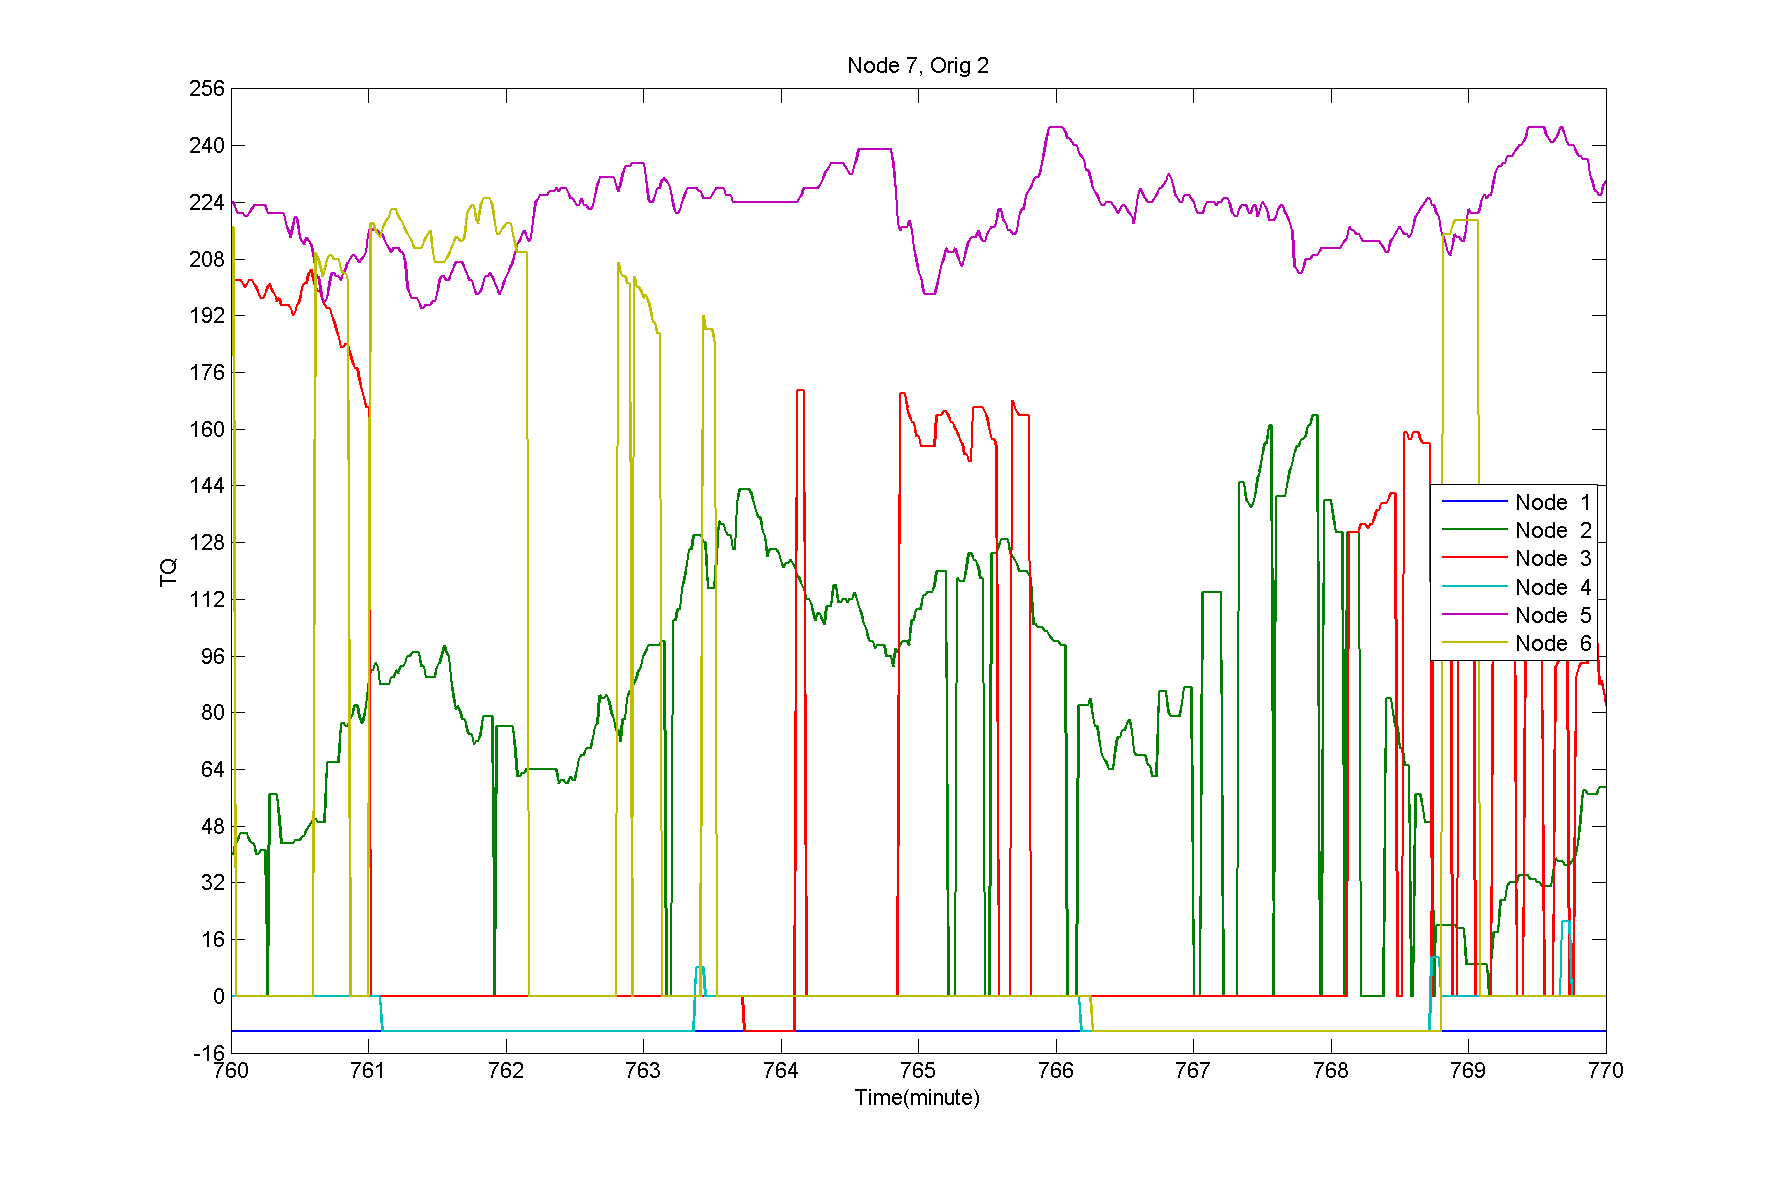 Node 7, Orig 2
256
240
224
208
192
176
160
144
128
112
96
80
64
48
32
16
0
-16
TQ
Node 1
Node 2
Node 3
Node 4
Node 5
Node 6
760 761 762 763 764 765 766 767 768 769 770
Time(minute)